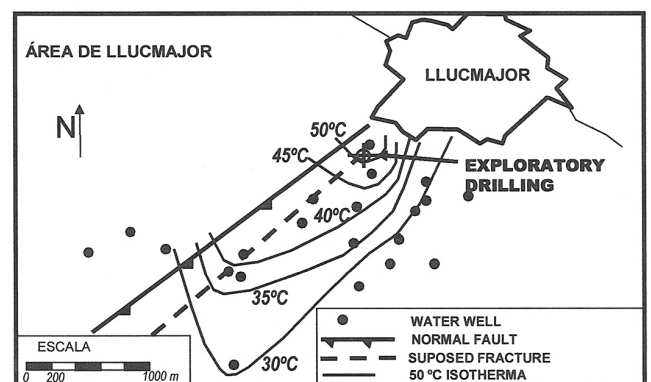 ÁREA DE LLUCMAJOR
LLUCMAJOR
N
50ºC
45ºC
EXPLORATORY
DRILLING
40ºC
35ºC
30ºC
ESCALA
0 200 1000 m
WATER WELL
NORMAL FAULT
SUPOSED FRACTURE
50 ºC ISOTHERMA